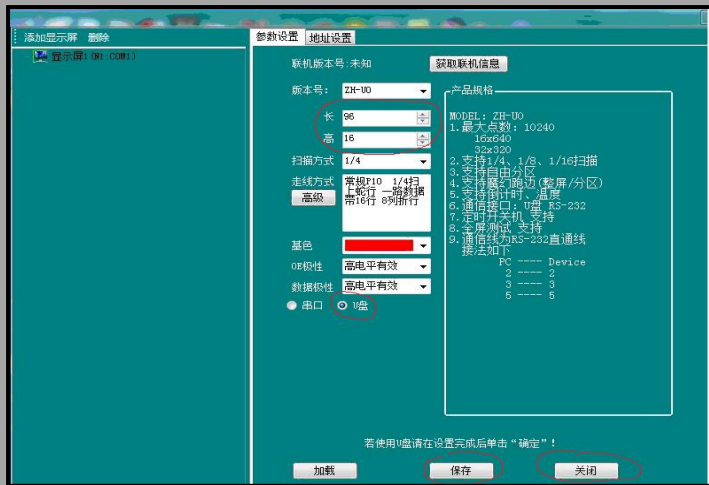 添加显示屏 删除
显示屏1(N1:COM1)
参数设置 地址设置
联机版本号:未知 获取联机信息
版本号: ZH-U0
长 96
高 16
扫描方式 1/4
走线方式 常规P10 1/4扫
上蛇行 一路数据
带16行 8列折行
高级
基色
OE极性 高电平有效
数据极性 高电平有效
串口 U盘
产品规格
MODEL: ZH-U0
1.最大点数: 10240
16x640
32x320
2.支持1/4、1/8、1/16扫描
3.支持自由分区
4.支持魔幻跑边(整屏/分区)
5.支持倒计时、温度
6.通信接口: U盘 RS-232
7.定时开关机 支持
8.全屏测试 支持
9.通信线为RS-232直通线
接法如下
PC ---- Device
2 ---- 2
3 ---- 3
5 ---- 5
若使用U盘请在设置完成后单击“确定”!
加载 保存 关闭